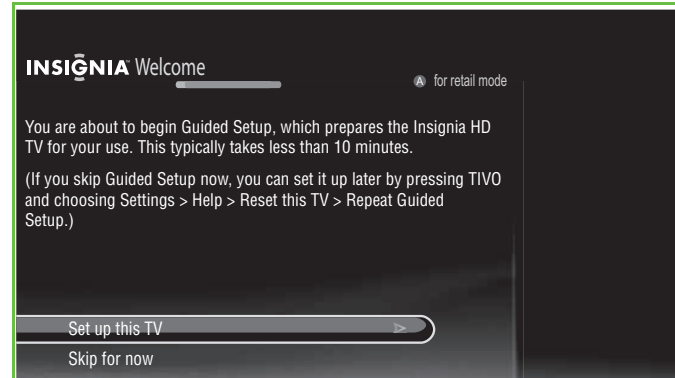 INSIGNIA™ Welcome
A for retail mode
You are about to begin Guided Setup, which prepares the Insignia HD
TV for your use. This typically takes less than 10 minutes.
(If you skip Guided Setup now, you can set it up later by pressing TIVO
and choosing Settings > Help > Reset this TV > Repeat Guided
Setup.)
Set up this TV
Skip for now